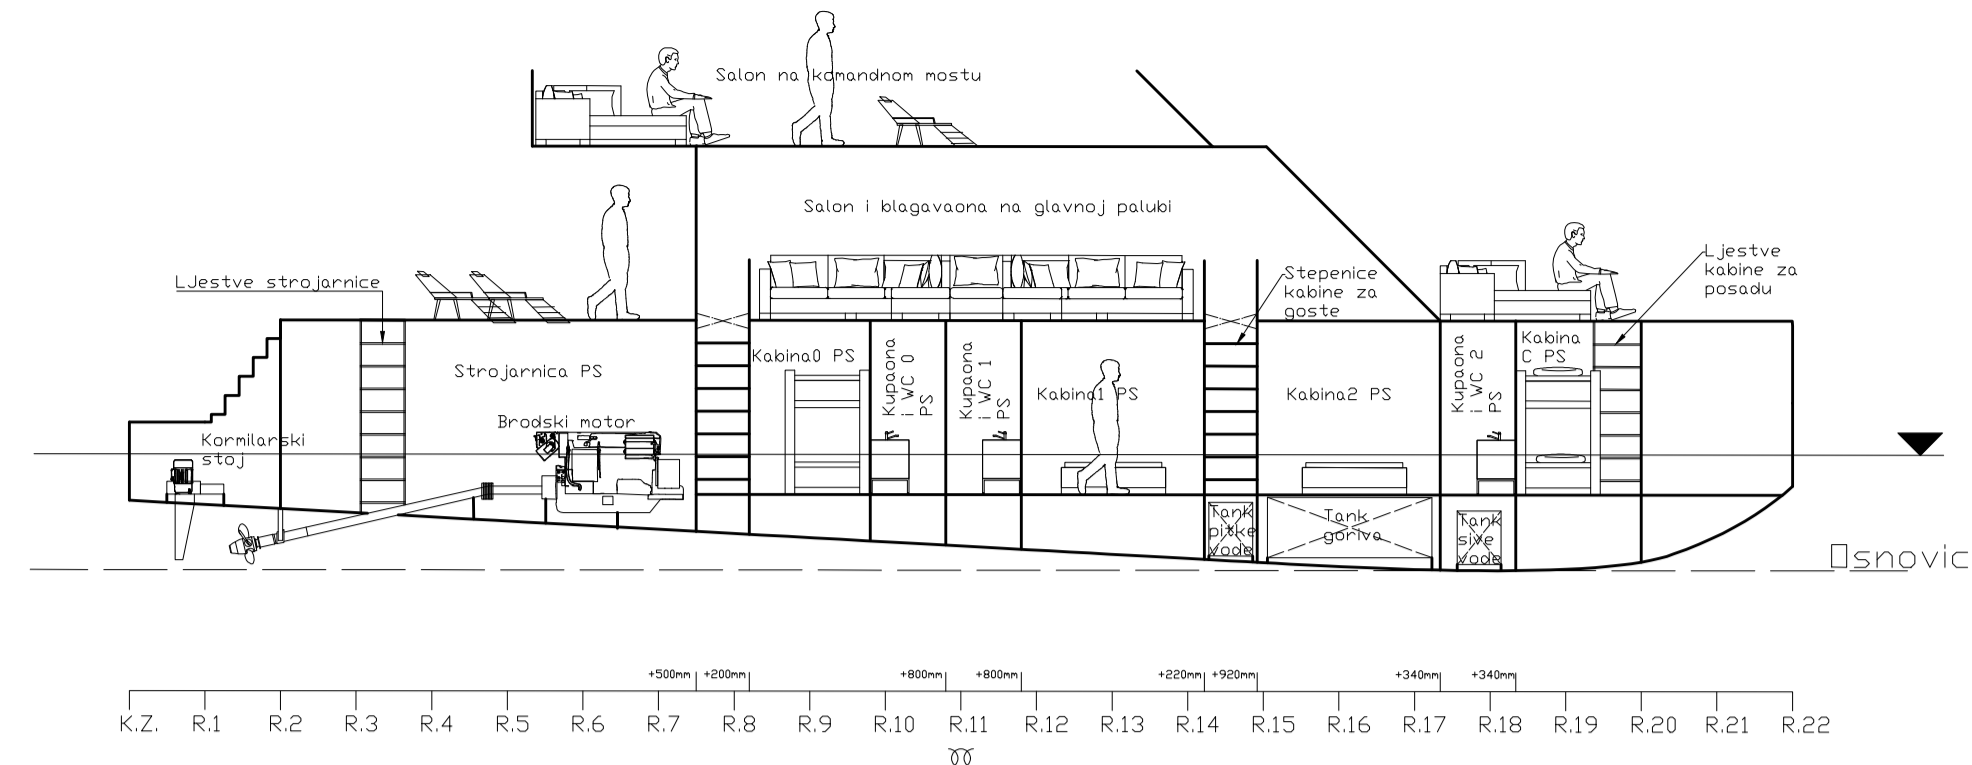 Salon na komandnom mostu
Salon i blagavaona na glavnoj palubi
LJestve strojarnice
Stepenice
kabine za
goste
Ljestve
kabine za
posadu
Strojarnica PS
Brodski motor
Kormilarski
stoj
Kabina0 PS
Kupaona
i WC 0
PS
Kupaona
i WC 1
PS
Kabina1 PS
Kabina2 PS
Kupaona
i WC 2
PS
Kabina
C PS
Tank
pitke
vode
Tank
goriva
Tank
sive
vode
Osnovic
+500mm +200mm +800mm +800mm +220mm +920mm +340mm +340mm
K.Z. R.1 R.2 R.3 R.4 R.5 R.6 R.7 R.8 R.9 R.10 R.11 R.12 R.13 R.14 R.15 R.16 R.17 R.18 R.19 R.20 R.21 R.22